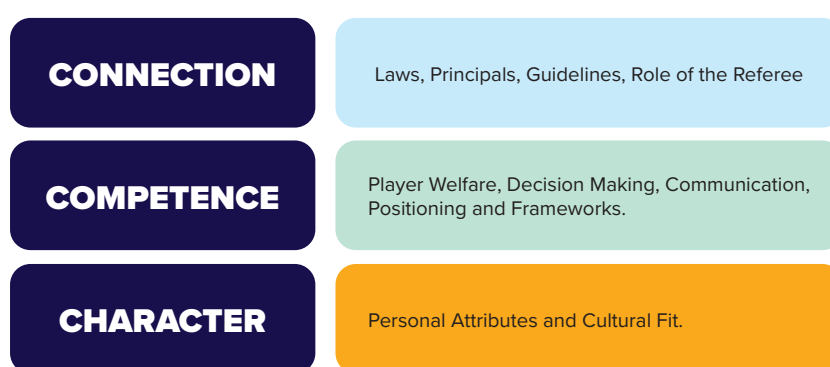 CONNECTION
Laws, Principals, Guidelines, Role of the Referee
COMPETENCE
Player Welfare, Decision Making, Communication,
Positioning and Frameworks.
CHARACTER
Personal Attributes and Cultural Fit.